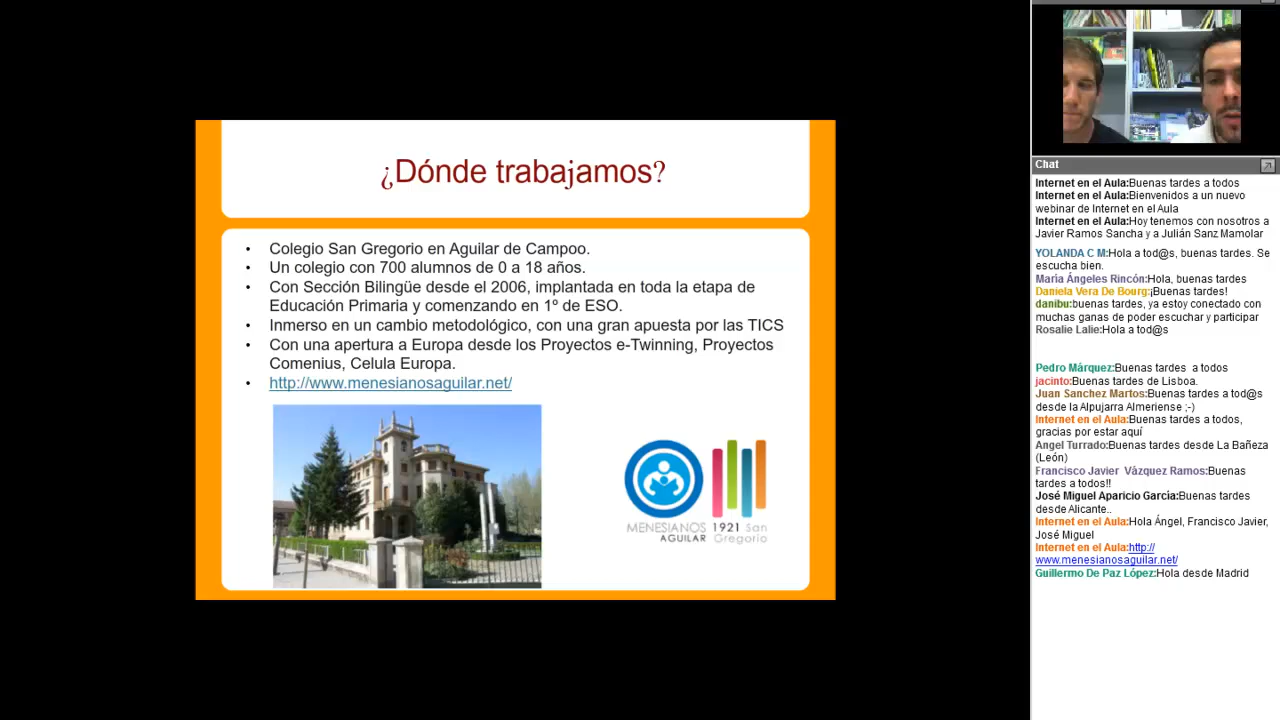 ¿Dónde trabajamos?
• Colegio San Gregorio en Aguilar de Campoo.
• Un colegio con 700 alumnos de 0 a 18 años.
• Con Sección Bilingüe desde el 2006, implantada en toda la etapa de
Educación Primaria y comenzando en 1º de ESO.
• Inmerso en un cambio metodológico, con una gran apuesta por las TICS
• Con una apertura a Europa desde los Proyectos e-Twinning, Proyectos
Comenius, Celula Europa.
• http://www.menesianosaguilar.net/
MENESIANOS 1921 San
AGUILAR Gregorio
Chat
Internet en el Aula:Buenas tardes a todos
Internet en el Aula:Bienvenidos a un nuevo
webinar de Internet en el Aula
Internet en el Aula:Hoy tenemos con nosotros a
Javier Ramos Sancha y a Julián Sanz Mamolar
YOLANDA C M:Hola a tod@s, buenas tardes. Se
escucha bien.
María Ángeles Rincón:Hola, buenas tardes
Daniela Vera De Bourg:¡Buenas tardes!
danibu:buenas tardes, ya estoy conectado con
muchas ganas de poder escuchar y participar
Rosalie Lalie:Hola a tod@s
Pedro Márquez:Buenas tardes a todos
jacinto:Buenas tardes de Lisboa.
Juan Sanchez Martos:Buenas tardes a tod@s
desde la Alpujarra Almeriense ;-)
Internet en el Aula:Buenas tardes a todos,
gracias por estar aquí
Angel Turrado:Buenas tardes desde La Bañeza
(León)
Francisco Javier Vázquez Ramos:Buenas
tardes a todos!!
José Miguel Aparicio García:Buenas tardes
desde Alicante..
Internet en el Aula:Hola Ángel, Francisco Javier,
José Miguel
Internet en el Aula:http://
www.menesianosaguilar.net/
Guillermo De Paz López:Hola desde Madrid